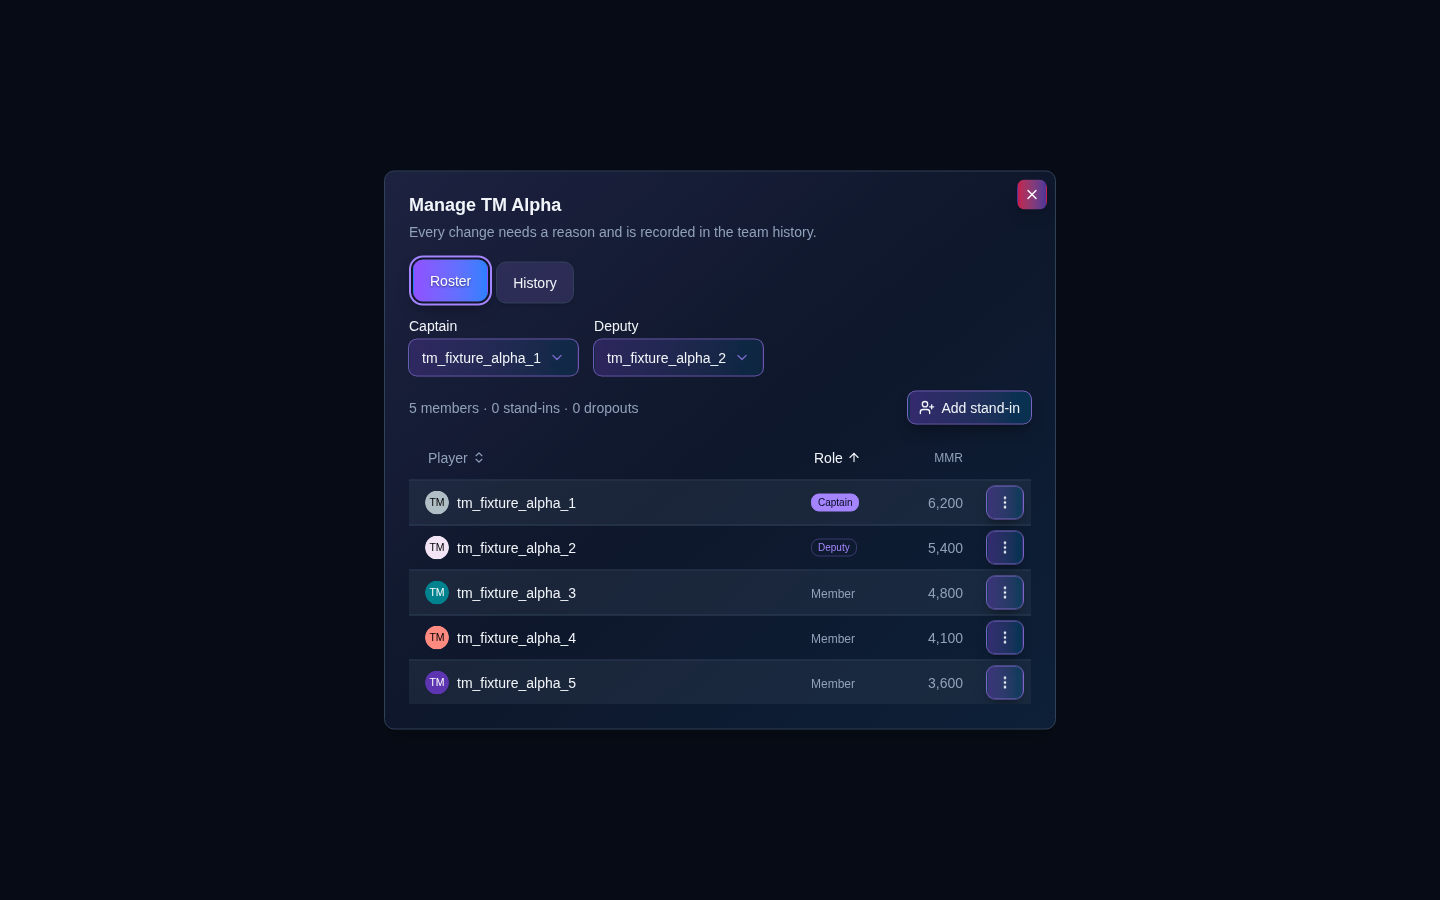 Manage TM Alpha
Every change needs a reason and is recorded in the team history.
Roster History
Captain Deputy
tm_fixture_alpha_1 tm_fixture_alpha_2
5 members · 0 stand-ins · 0 dropouts Add stand-in
Player Role MMR
TM tm_fixture_alpha_1 Captain 6,200
TM tm_fixture_alpha_2 Deputy 5,400
TM tm_fixture_alpha_3 Member 4,800
TM tm_fixture_alpha_4 Member 4,100
TM tm_fixture_alpha_5 Member 3,600